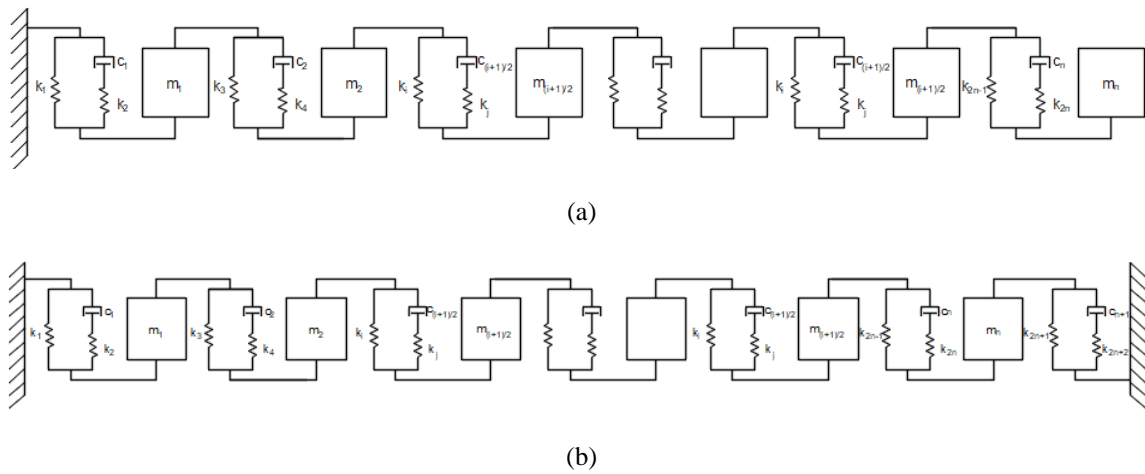 k1 c1 k2 m1 k3 c2 k4 m2 ki c(i+1)/2 kj m(i+1)/2 ki c(i+1)/2 kj m(i+1)/2 k2n-1 cn k2n mn
(a)
k1 c1 k2 m1 k3 c2 k4 m2 ki c(i+1)/2 kj m(i+1)/2 ki c(i+1)/2 kj m(i+1)/2 k2n-1 cn k2n mn k2n+1 cn+1 k2n+2
(b)